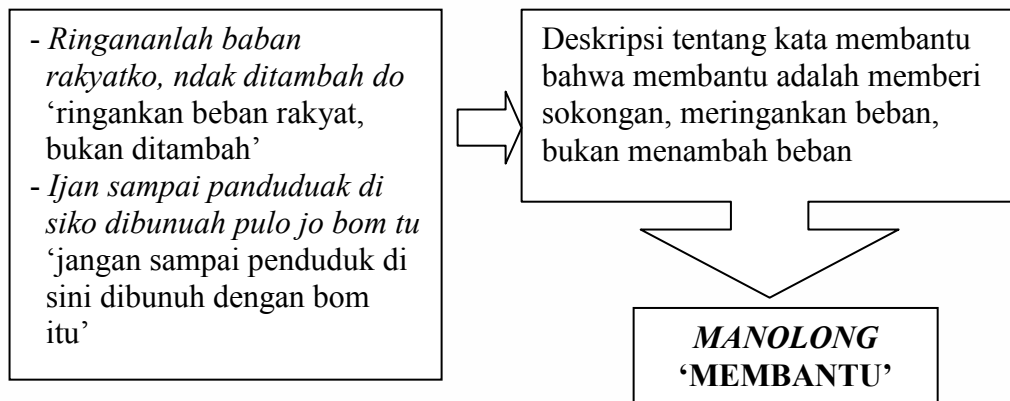 - Ringananlah baban
rakyatko, ndak ditambah do
‘ringankan beban rakyat,
bukan ditambah’
- Ijan sampai panduduak di
siko dibunuah pulo jo bom tu
‘jangan sampai penduduk di
sini dibunuh dengan bom
itu’
Deskripsi tentang kata membantu
bahwa membantu adalah memberi
sokongan, meringankan beban,
bukan menambah beban
MANOLONG
‘MEMBANTU’